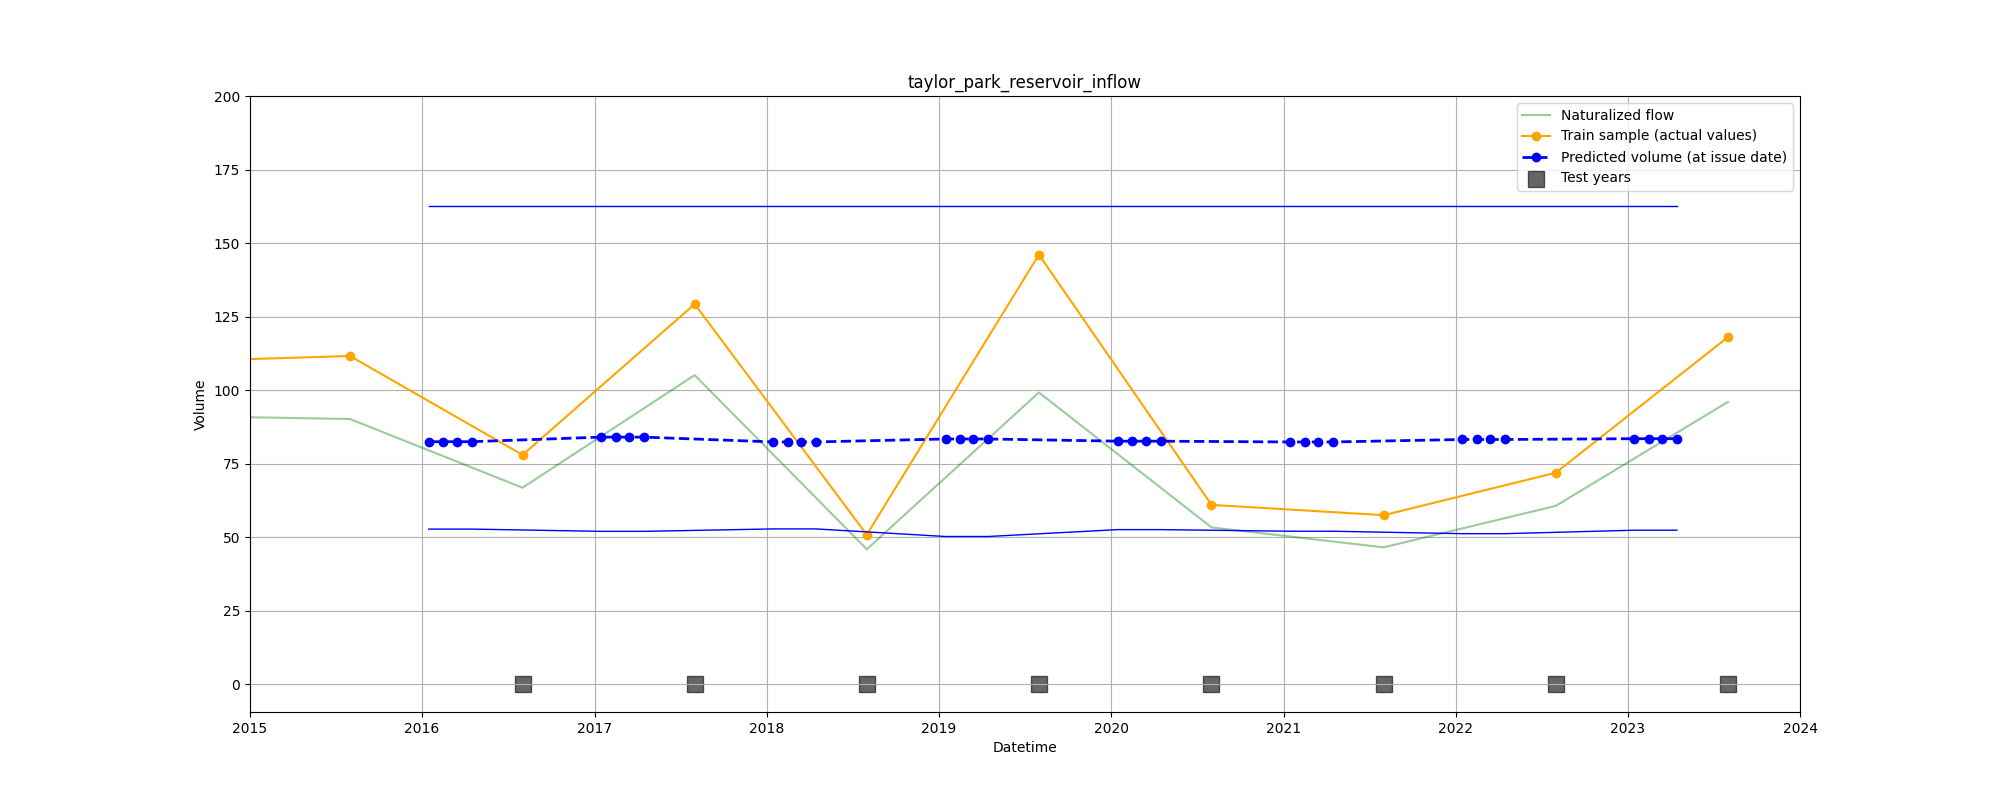 taylor_park_reservoir_inflow
200
175
150
125
100
75
50
25
0
Volume
Naturalized flow
Train sample (actual values)
Predicted volume (at issue date)
Test years
2015 2016 2017 2018 2019 2020 2021 2022 2023 2024
Datetime